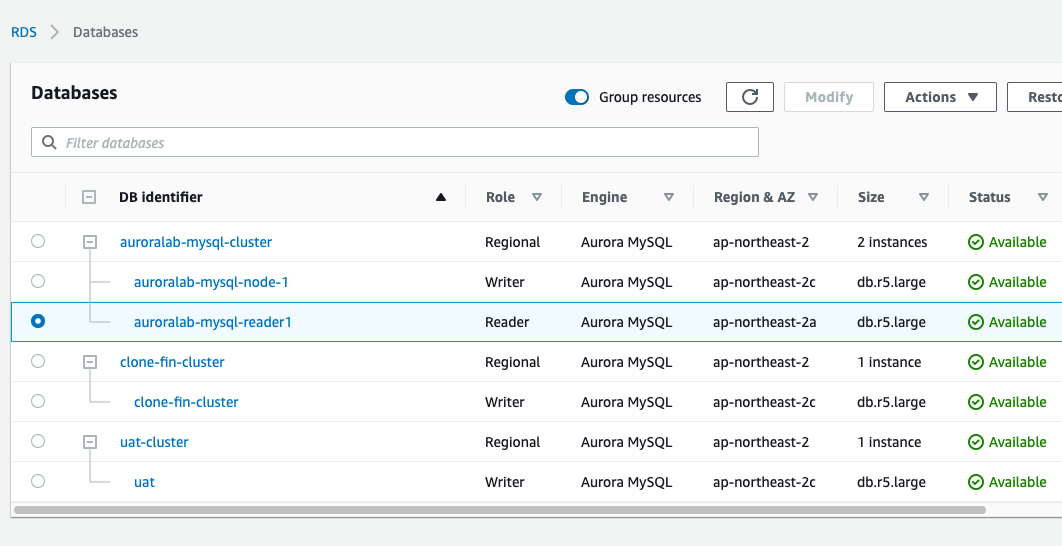 RDS Databases
Databases
Group resources
Modify
Actions
Resto
Filter databases
DB identifier Role Engine Region & AZ Size Status
auroralab-mysql-cluster Regional Aurora MySQL ap-northeast-2 2 instances Available
auroralab-mysql-node-1 Writer Aurora MySQL ap-northeast-2c db.r5.large Available
auroralab-mysql-reader1 Reader Aurora MySQL ap-northeast-2a db.r5.large Available
clone-fin-cluster Regional Aurora MySQL ap-northeast-2 1 instance Available
clone-fin-cluster Writer Aurora MySQL ap-northeast-2c db.r5.large Available
uat-cluster Regional Aurora MySQL ap-northeast-2 1 instance Available
uat Writer Aurora MySQL ap-northeast-2c db.r5.large Available